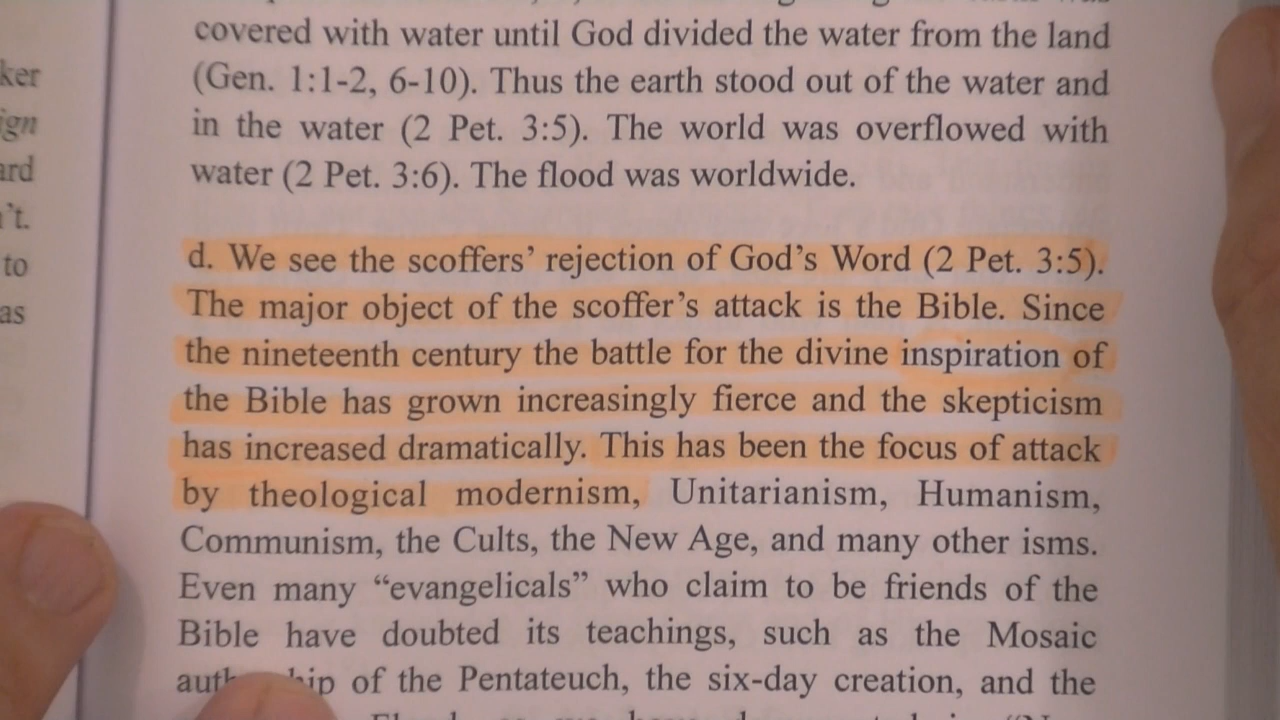 covered with water until God divided the water from the land
(Gen. 1:1-2, 6-10). Thus the earth stood out of the water and
in the water (2 Pet. 3:5). The world was overflowed with
water (2 Pet. 3:6). The flood was worldwide.
d. We see the scoffers’ rejection of God’s Word (2 Pet. 3:5).
The major object of the scoffer’s attack is the Bible. Since
the nineteenth century the battle for the divine inspiration of
the Bible has grown increasingly fierce and the skepticism
has increased dramatically. This has been the focus of attack
by theological modernism, Unitarianism, Humanism,
Communism, the Cults, the New Age, and many other isms.
Even many “evangelicals” who claim to be friends of the
Bible have doubted its teachings, such as the Mosaic
of the Pentateuch, the six-day creation, and the